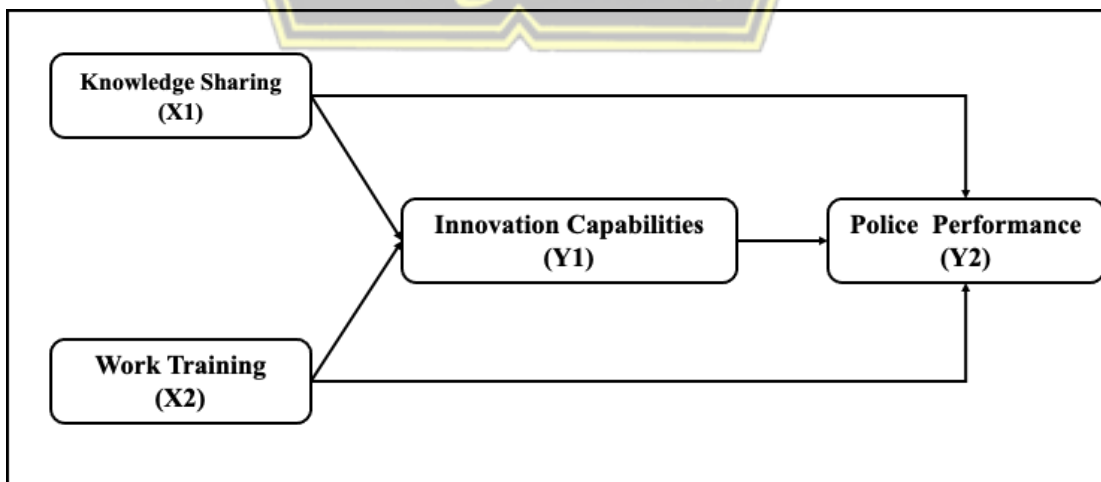 Knowledge Sharing
(X1)
Innovation Capabilities
(Y1)
Police Performance
(Y2)
Work Training
(X2)